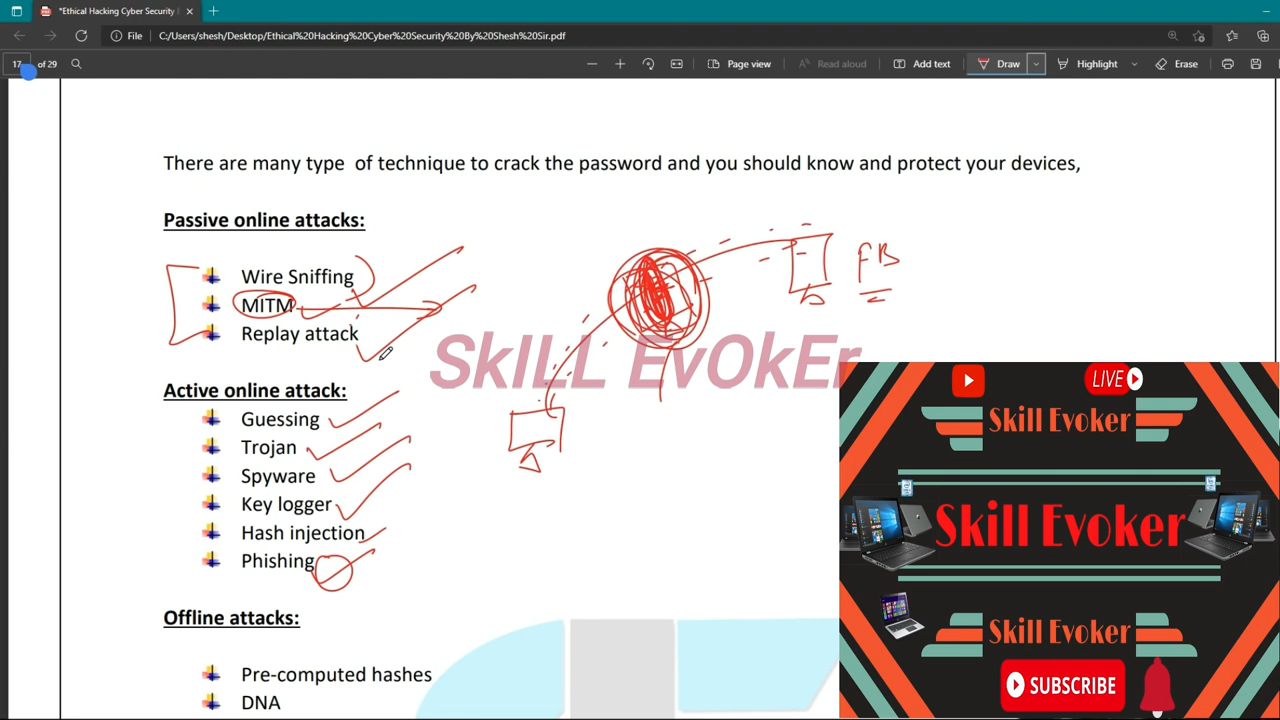 *Ethical Hacking Cyber Security
File
C:/Users/shesh/Desktop/Ethical%20Hacking%20Cyber%20Security%20By%20Shesh%20Sir.pdf
17 of 29
Page view
Read aloud
Add text
Draw
Highlight
Erase
There are many type of technique to crack the password and you should know and protect your devices,
Passive online attacks:
Wire Sniffing
MITM
Replay attack
FB
SkILL EvOkEr
Active online attack:
Guessing
Trojan
Spyware
Key logger
Hash injection
Phishing
Offline attacks:
Pre-computed hashes
DNA
LIVE
Skill Evoker
Skill Evoker
Skill Evoker
SUBSCRIBE